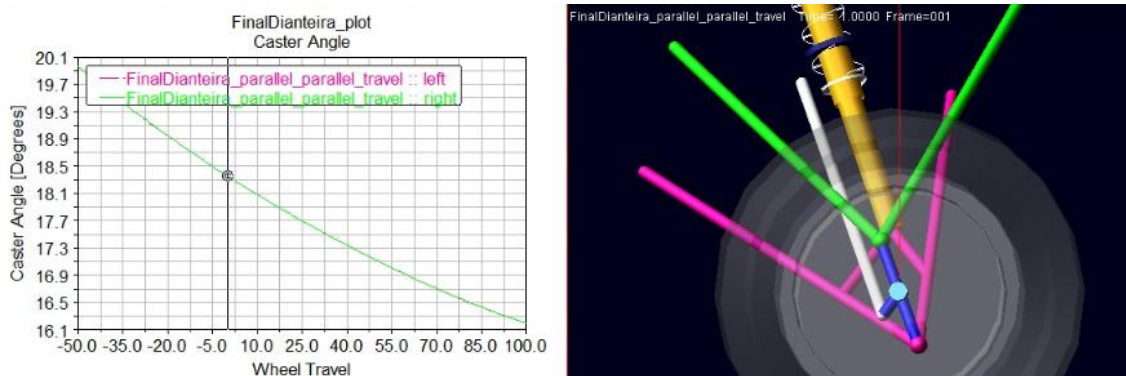 FinalDianteira_plot
Caster Angle
20.1
19.7
19.3
18.9
18.5
18.1
17.7
17.3
16.9
16.5
16.1
Caster Angle [Degrees]
FinalDianteira_parallel_parallel_travel :: left
FinalDianteira_parallel_parallel_travel :: right
-50.0 -35.0 -20.0 -5.0 10.0 25.0 40.0 55.0 70.0 85.0 100.0
Wheel Travel
FinalDianteira_parallel_parallel_travel Time= 1.0000 Frame=001